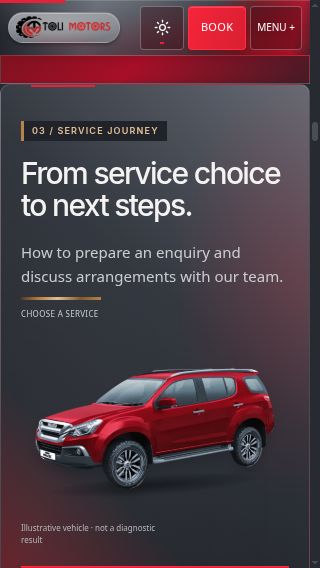 TOLI MOTORS
BOOK
MENU +
03 / SERVICE JOURNEY
From service choice
to next steps.
How to prepare an enquiry and
discuss arrangements with our team.
CHOOSE A SERVICE
Illustrative vehicle · not a diagnostic
result